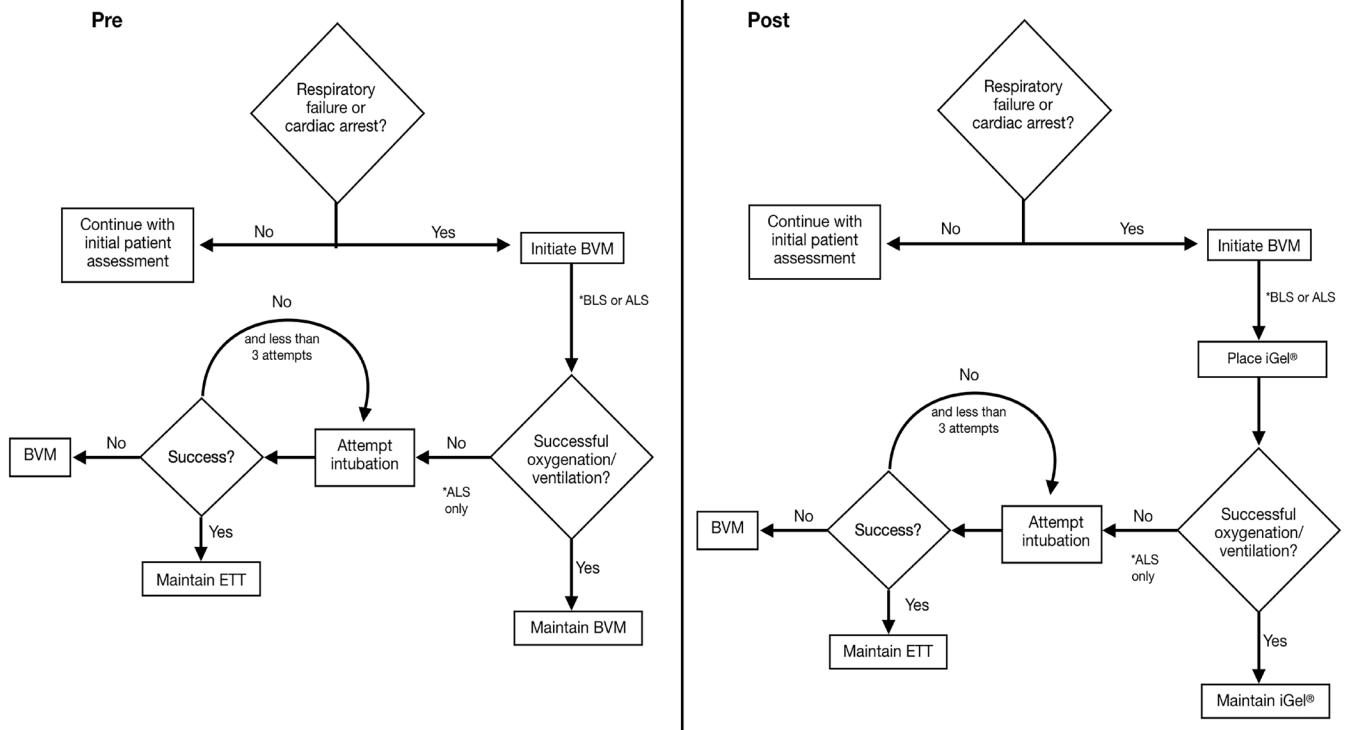 Pre
Respiratory
failure or
cardiac arrest?
No
Yes
Continue with
initial patient
assessment
Initiate BVM
*BLS or ALS
No
and less than
3 attempts
BVM
No
Success?
Attempt
intubation
No
*ALS
only
Successful
oxygenation/
ventilation?
Yes
Maintain ETT
Yes
Maintain BVM
Post
Respiratory
failure or
cardiac arrest?
No
Yes
Continue with
initial patient
assessment
Initiate BVM
*BLS or ALS
Place iGel®
No
and less than
3 attempts
BVM
No
Success?
Attempt
intubation
No
*ALS
only
Successful
oxygenation/
ventilation?
Yes
Maintain ETT
Yes
Maintain iGel®